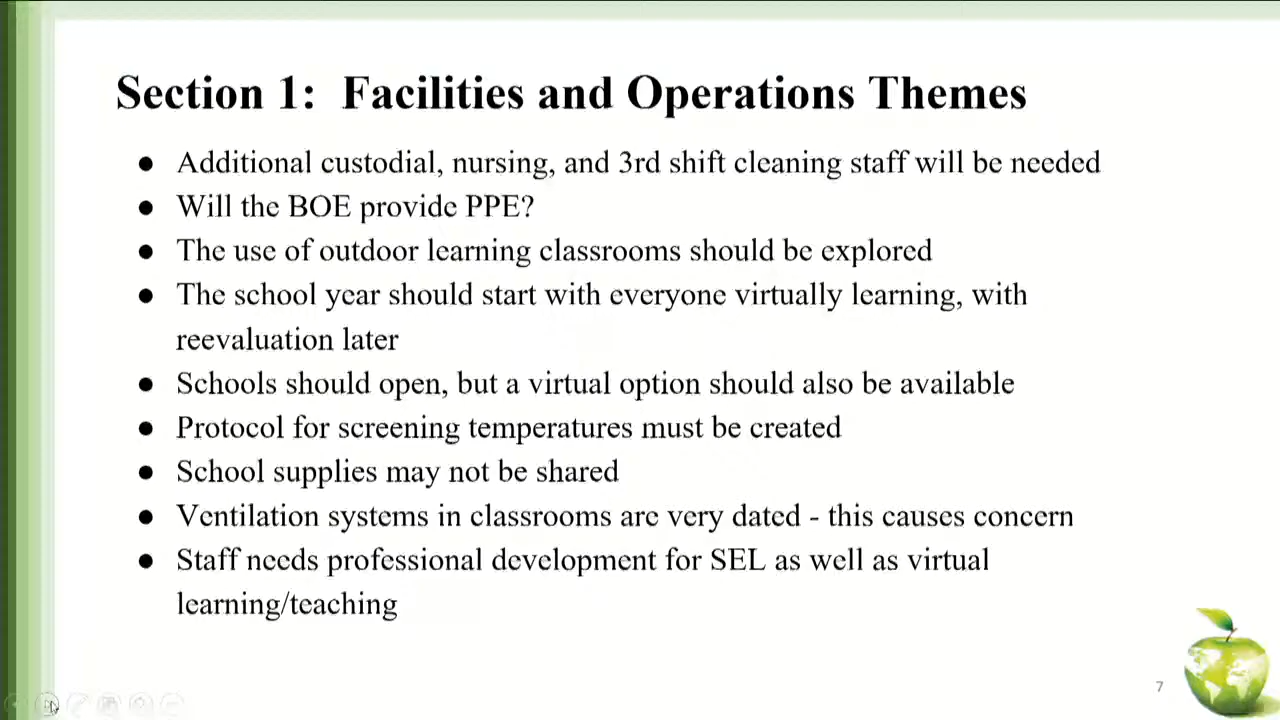 Section 1: Facilities and Operations Themes
● Additional custodial, nursing, and 3rd shift cleaning staff will be needed
● Will the BOE provide PPE?
● The use of outdoor learning classrooms should be explored
● The school year should start with everyone virtually learning, with
reevaluation later
● Schools should open, but a virtual option should also be available
● Protocol for screening temperatures must be created
● School supplies may not be shared
● Ventilation systems in classrooms are very dated - this causes concern
● Staff needs professional development for SEL as well as virtual
learning/teaching
7